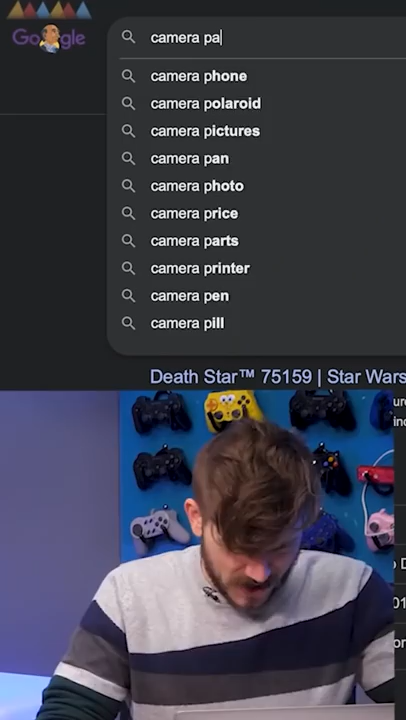 Google
camera pa
camera phone
camera polaroid
camera pictures
camera pan
camera photo
camera price
camera parts
camera printer
camera pen
camera pill
Death Star™ 75159 | Star Wars